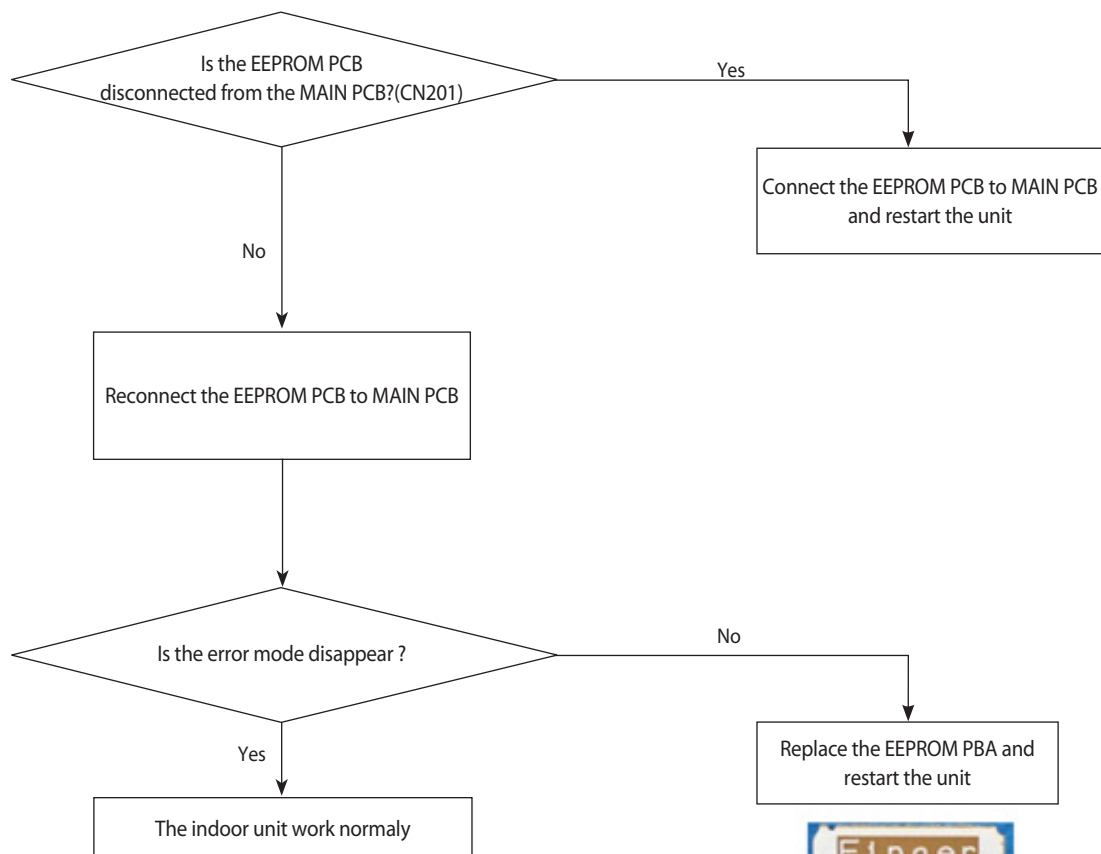 Is the EEPROM PCB
disconnected from the MAIN PCB?(CN201)
Yes
Connect the EEPROM PCB to MAIN PCB
and restart the unit
No
Reconnect the EEPROM PCB to MAIN PCB
Is the error mode disappear ?
No
Yes
Replace the EEPROM PBA and
restart the unit
The indoor unit work normaly
Finger